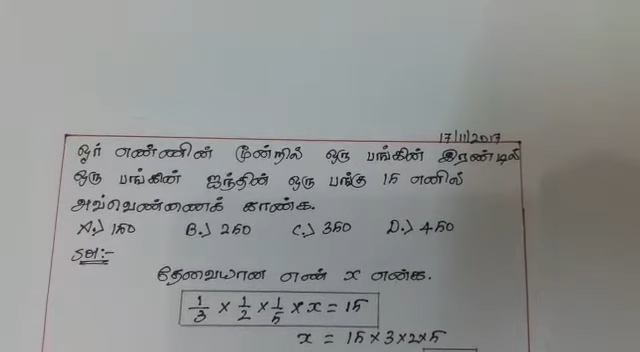 17/11/2017
ஓர் எண்ணின் மூன்றில் ஒரு பங்கின் இரண்டில்
ஒரு பங்கின் ஐந்தின் ஒரு பங்கு 15 எனில்
அவ்வெண்ணைக் காண்க.
A.) 150 B.) 250 C.) 350 D.) 450
தேவையான எண் x என்க.
1/3 × 1/2 × 1/5 × x = 15
x = 15 × 3 × 2 × 5